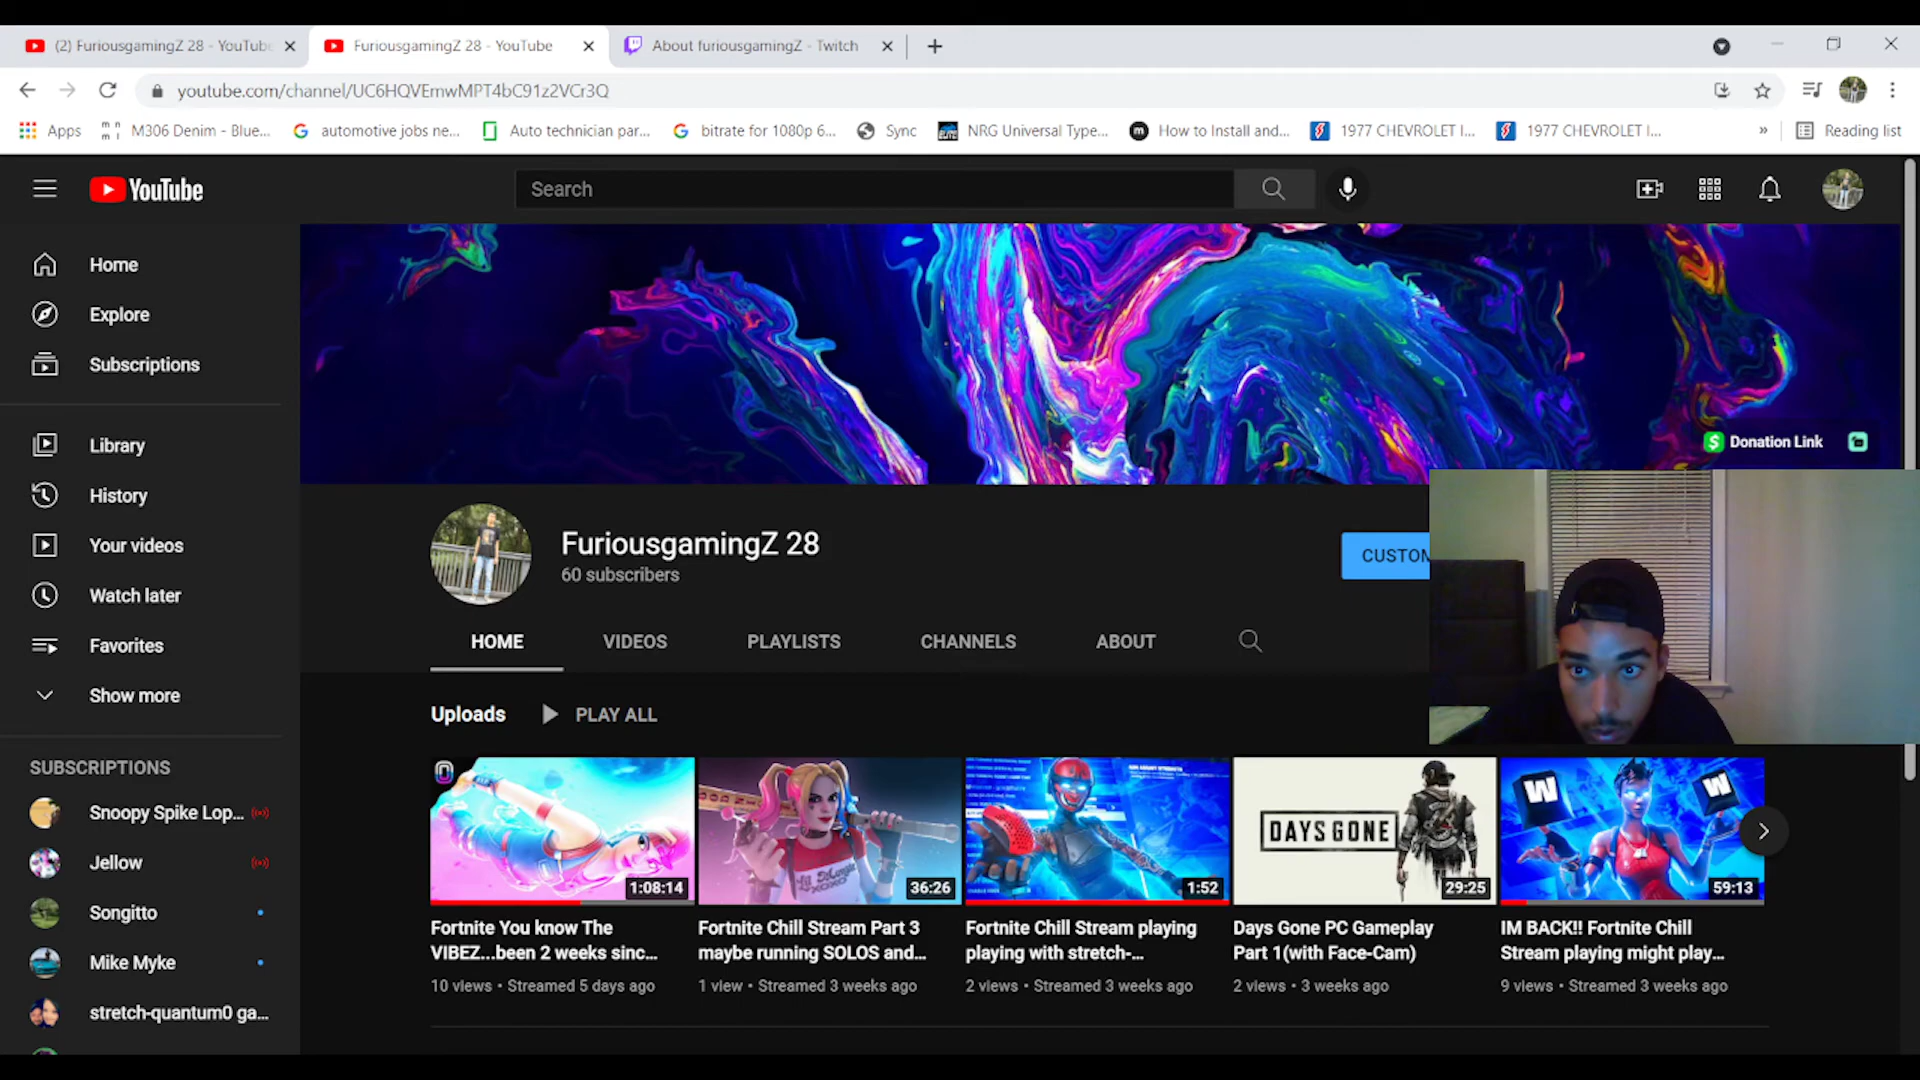 (2) FuriousgamingZ 28 - YouTube
FuriousgamingZ 28 - YouTube
About furiousgamingZ - Twitch
youtube.com/channel/UC6HQVEmwMPT4bC91z2VCr3Q
Apps
M306 Denim - Blue...
automotive jobs ne...
Auto technician par...
bitrate for 1080p 6...
Sync
NRG Universal Type...
How to Install and...
1977 CHEVROLET I...
1977 CHEVROLET I...
»
Reading list
YouTube
Search
Home
Explore
Subscriptions
Library
History
Your videos
Watch later
Favorites
Show more
SUBSCRIPTIONS
Snoopy Spike Lop...
Jellow
Songitto
Mike Myke
stretch-quantum0 ga...
Donation Link
FuriousgamingZ 28
60 subscribers
CUSTOM
HOME
VIDEOS
PLAYLISTS
CHANNELS
ABOUT
Uploads
PLAY ALL
1:08:14
36:26
1:52
DAYS GONE
29:25
W
W
59:13
Fortnite You know The
VIBEZ...been 2 weeks sinc...
10 views • Streamed 5 days ago
Fortnite Chill Stream Part 3
maybe running SOLOS and...
1 view • Streamed 3 weeks ago
Fortnite Chill Stream playing
playing with stretch-...
2 views • Streamed 3 weeks ago
Days Gone PC Gameplay
Part 1(with Face-Cam)
2 views • 3 weeks ago
IM BACK!! Fortnite Chill
Stream playing might play...
9 views • Streamed 3 weeks ago